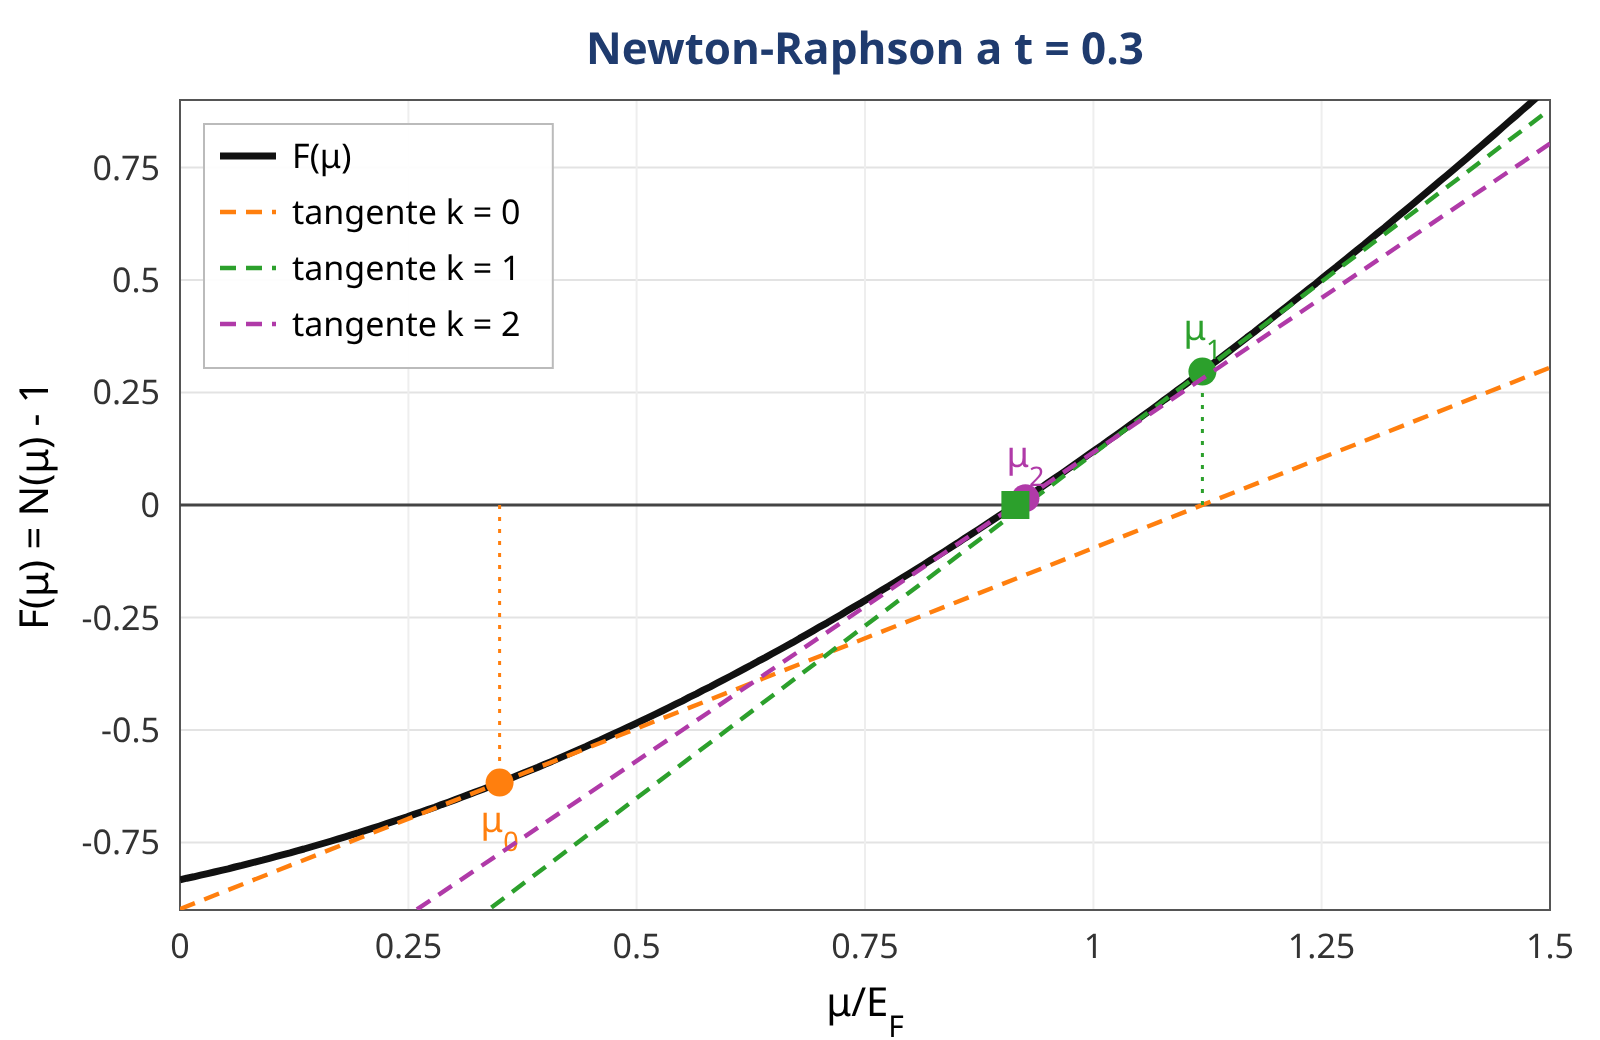 Newton-Raphson a t = 0.3
F(μ)
tangente k = 0
tangente k = 1
tangente k = 2
0.75
0.5
0.25
0
-0.25
-0.5
-0.75
F(μ) = N(μ) - 1
μ₁
μ₂
μ₀
0 0.25 0.5 0.75 1 1.25 1.5
μ/E_F